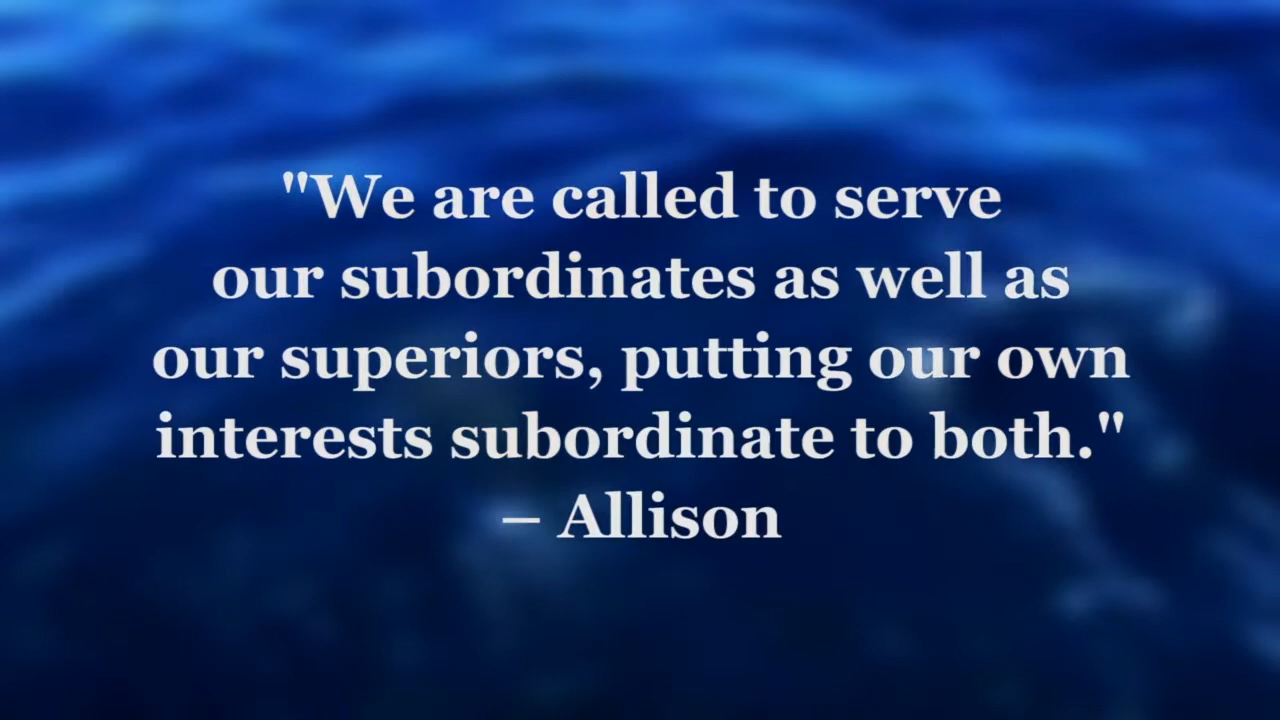 "We are called to serve
our subordinates as well as
our superiors, putting our own
interests subordinate to both."
– Allison